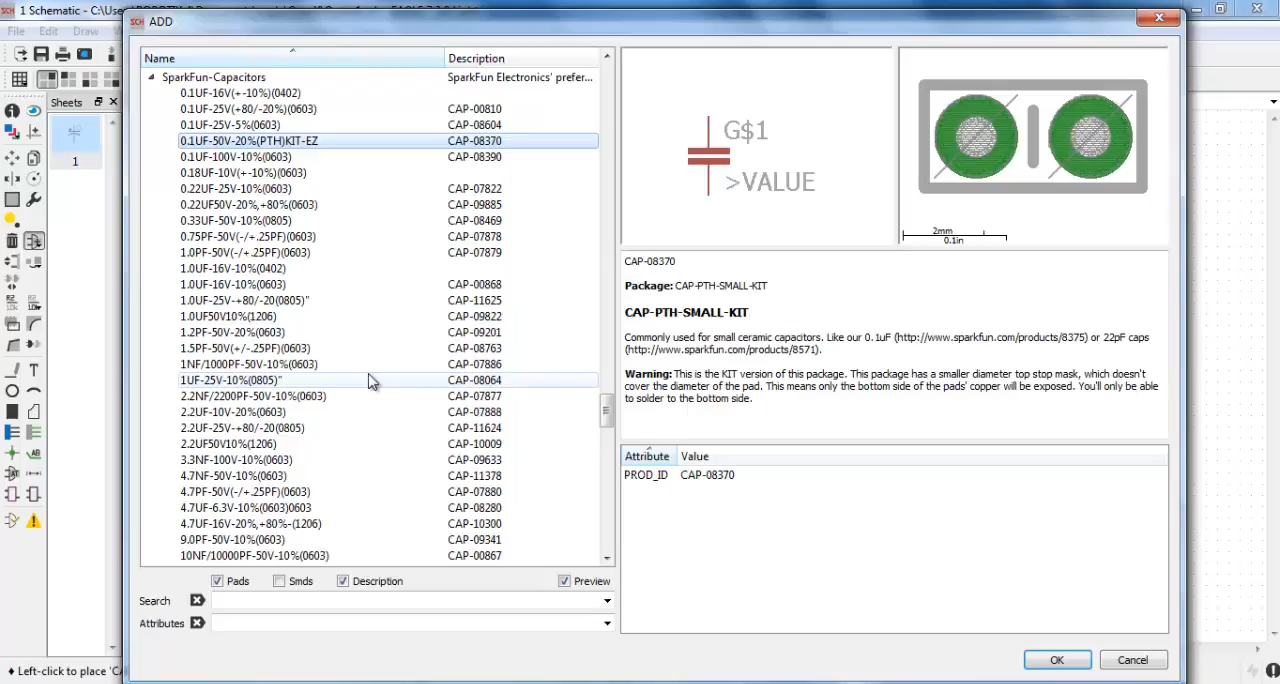 1 Schematic - C:\Use
ADD
File Edit Draw
Sheets
1
Name Description
SparkFun-Capacitors SparkFun Electronics' prefer...
0.1UF-16V(+-10%)(0402)
0.1UF-25V(+80/-20%)(0603) CAP-00810
0.1UF-25V-5%(0603) CAP-08604
0.1UF-50V-20%(PTH)KIT-EZ CAP-08370
0.1UF-100V-10%(0603) CAP-08390
0.18UF-10V(+-10%)(0603)
0.22UF-25V-10%(0603) CAP-07822
0.22UF50V-20%,+80%(0603) CAP-09885
0.33UF-50V-10%(0805) CAP-08469
0.75PF-50V(-/+.25PF)(0603) CAP-07878
1.0PF-50V(-/+.25PF)(0603) CAP-07879
1.0UF-16V-10%(0402)
1.0UF-16V-10%(0603) CAP-00868
1.0UF-25V-+80/-20(0805)" CAP-11625
1.0UF50V10%(1206) CAP-09822
1.2PF-50V-20%(0603) CAP-09201
1.5PF-50V(+/-.25PF)(0603) CAP-08763
1NF/1000PF-50V-10%(0603) CAP-07886
1UF-25V-10%(0805)" CAP-08064
2.2NF/2200PF-50V-10%(0603) CAP-07877
2.2UF-10V-20%(0603) CAP-07888
2.2UF-25V-+80/-20(0805) CAP-11624
2.2UF50V10%(1206) CAP-10009
3.3NF-100V-10%(0603) CAP-09633
4.7NF-50V-10%(0603) CAP-11378
4.7PF-50V(-/+.25PF)(0603) CAP-07880
4.7UF-6.3V-10%(0603)0603 CAP-08280
4.7UF-16V-20%,+80%-(1206) CAP-10300
9.0PF-50V-10%(0603) CAP-09341
10NF/10000PF-50V-10%(0603) CAP-00867
Pads Smds Description Preview
Search
Attributes
G$1
>VALUE
2mm
0.1in
CAP-08370
Package: CAP-PTH-SMALL-KIT
CAP-PTH-SMALL-KIT
Commonly used for small ceramic capacitors. Like our 0.1uF (http://www.sparkfun.com/products/8375) or 22pF caps
(http://www.sparkfun.com/products/8571).
Warning: This is the KIT version of this package. This package has a smaller diameter top stop mask, which doesn't
cover the diameter of the pad. This means only the bottom side of the pads' copper will be exposed. You'll only be able
to solder to the bottom side.
Attribute Value
PROD_ID CAP-08370
OK Cancel
Left-click to place 'CA